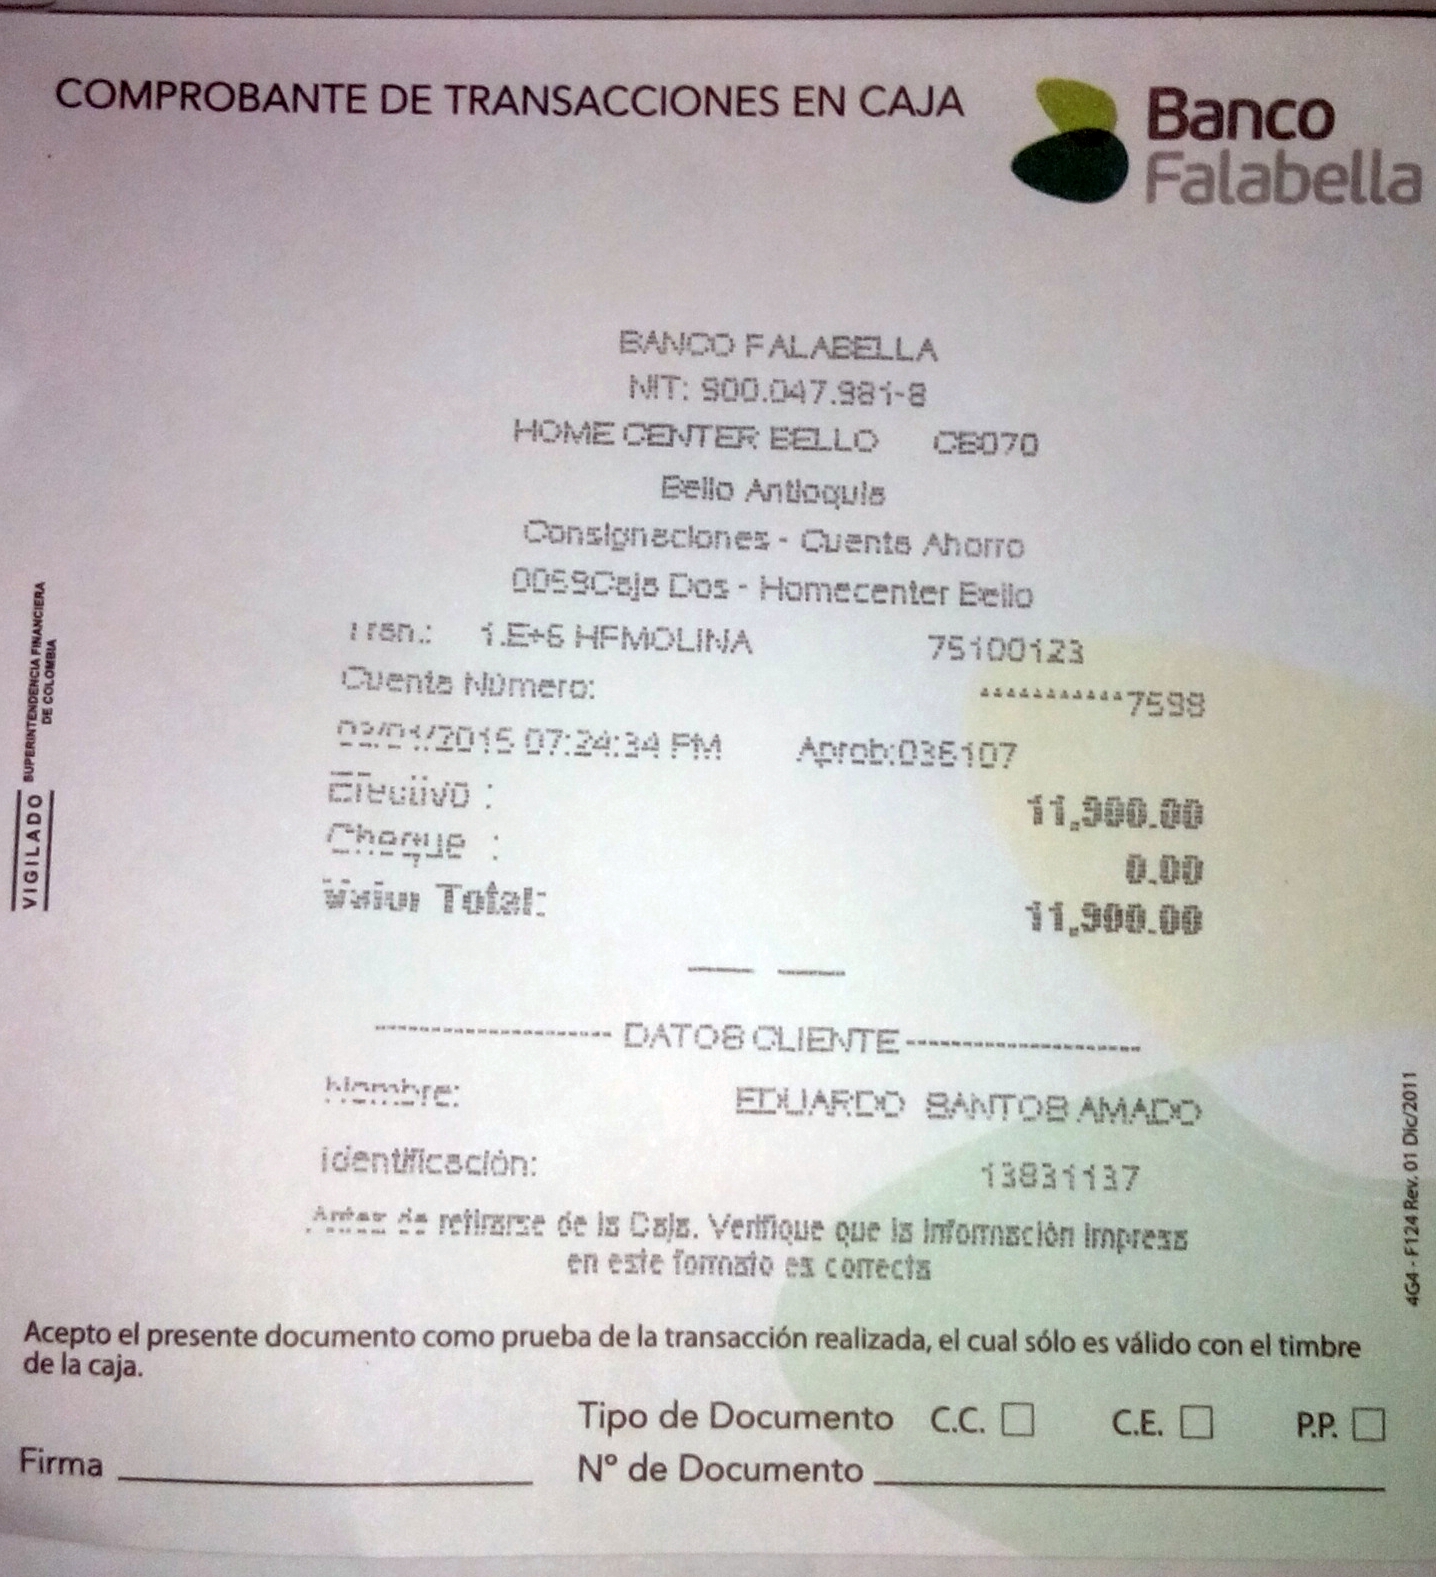 COMPROBANTE DE TRANSACCIONES EN CAJA
Banco
Falabella
BANCO FALABELLA
NIT: 900.047.981-8
HOME CENTER BELLO CB070
Bello Antioquia
Consignaciones - Cuenta Ahorro
0059Caja Dos - Homecenter Bello
Tran.: 1.E+6 HFMOLINA 75100123
Cuenta Número: ***********7598
/2015 07:24:34 PM Aprob:036107
Efectivo : 11,900.00
Cheque : 0.00
Valor Total: 11,900.00
DATOS CLIENTE
Nombre: EDUARDO SANTOS AMADO
Identificación: 13831137
Antes de retirarse de la Caja. Verifique que la información impresa
en este formato es correcta
Acepto el presente documento como prueba de la transacción realizada, el cual sólo es válido con el timbre
de la caja.
Tipo de Documento C.C. C.E. P.P.
Firma N° de Documento
VIGILADO SUPERINTENDENCIA FINANCIERA
DE COLOMBIA
4G4 - F124 Rev. 01 Dic/2011